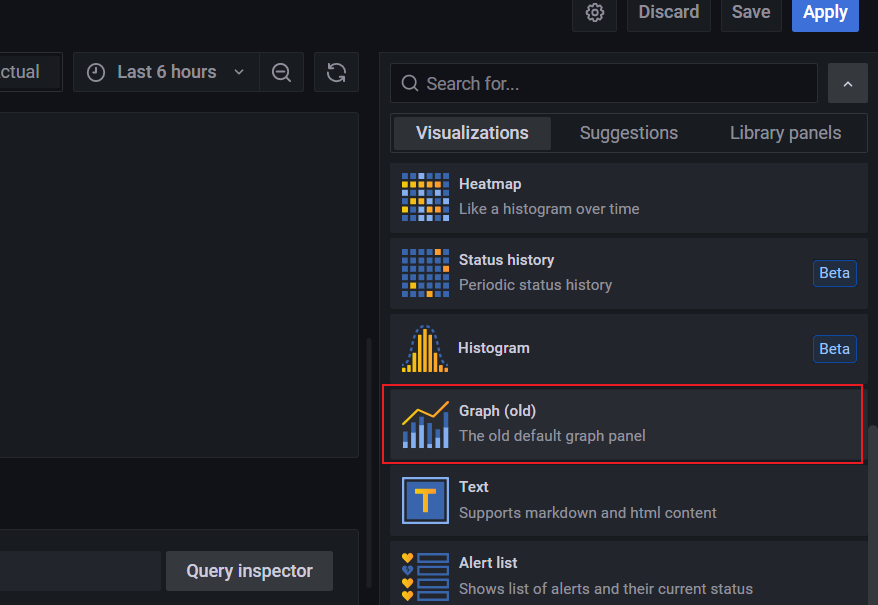 Discard
Save
Apply
ctual
Last 6 hours
Search for...
Visualizations
Suggestions
Library panels
Heatmap
Like a histogram over time
Status history
Periodic status history
Beta
Histogram
Beta
Graph (old)
The old default graph panel
T
Text
Supports markdown and html content
Query inspector
Alert list
Shows list of alerts and their current status